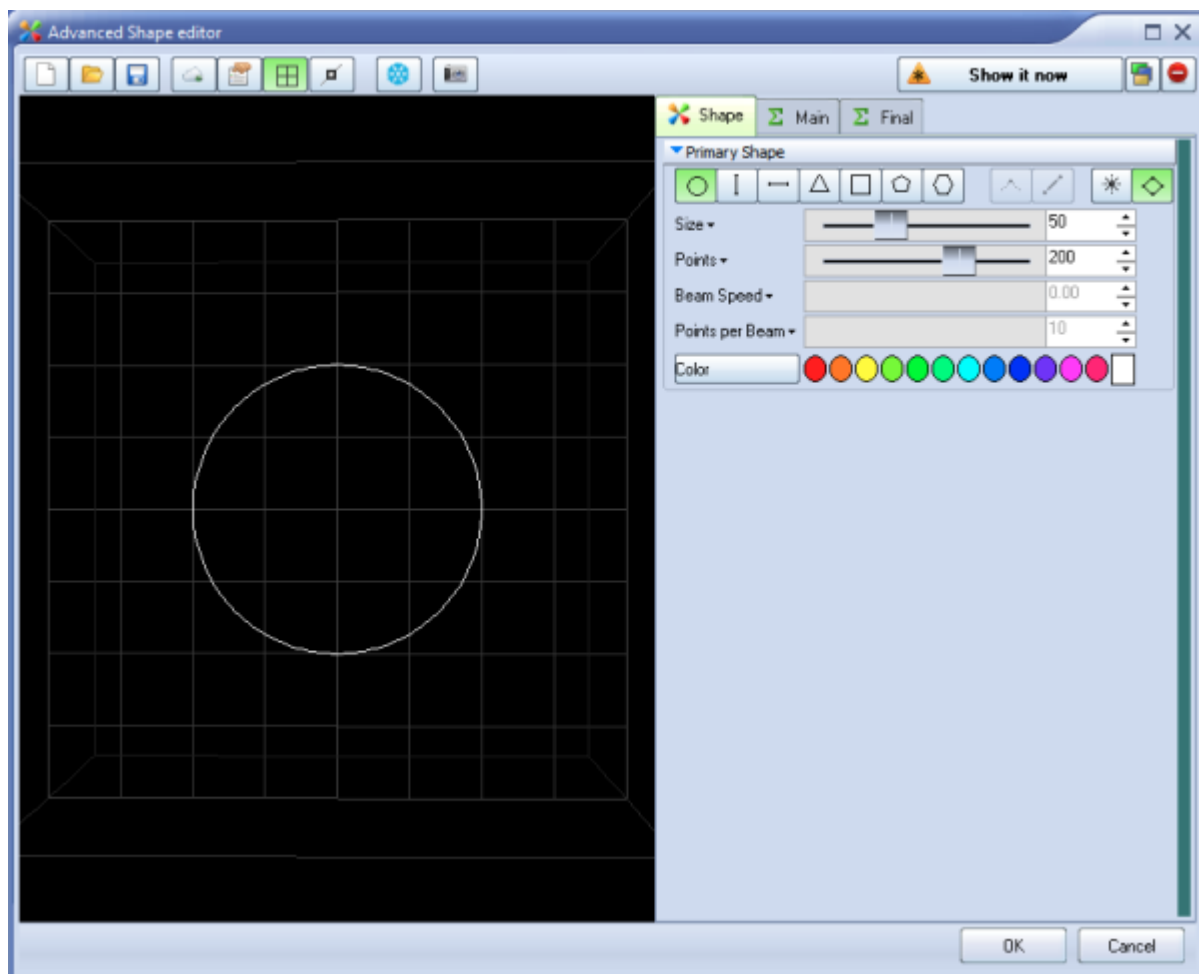 Advanced Shape editor
Show it now
Shape Main Final
Primary Shape
Size 50
Points 200
Beam Speed 0.00
Points per Beam 10
Color
OK Cancel